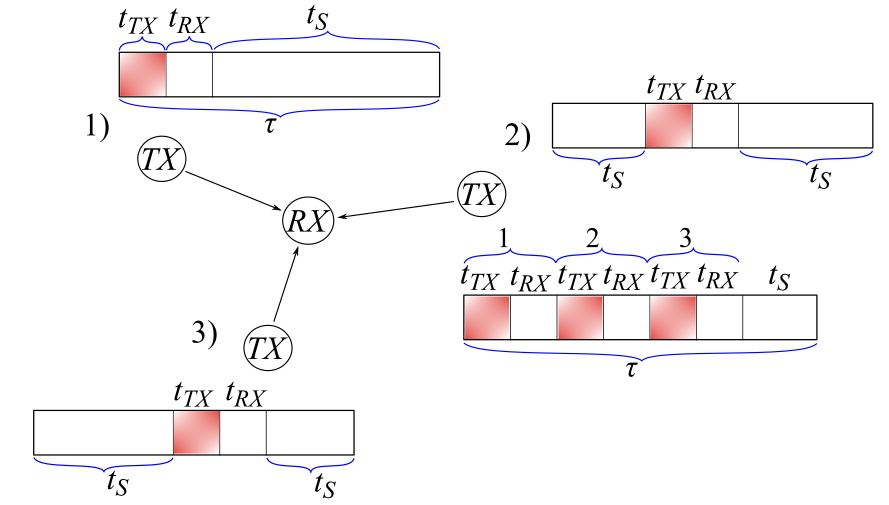 t_TX t_RX t_S
τ
1)
t_TX t_RX
2)
t_S t_S
TX
TX
RX
1 2 3
t_TX t_RX t_TX t_RX t_TX t_RX t_S
τ
3)
TX
t_TX t_RX
t_S t_S